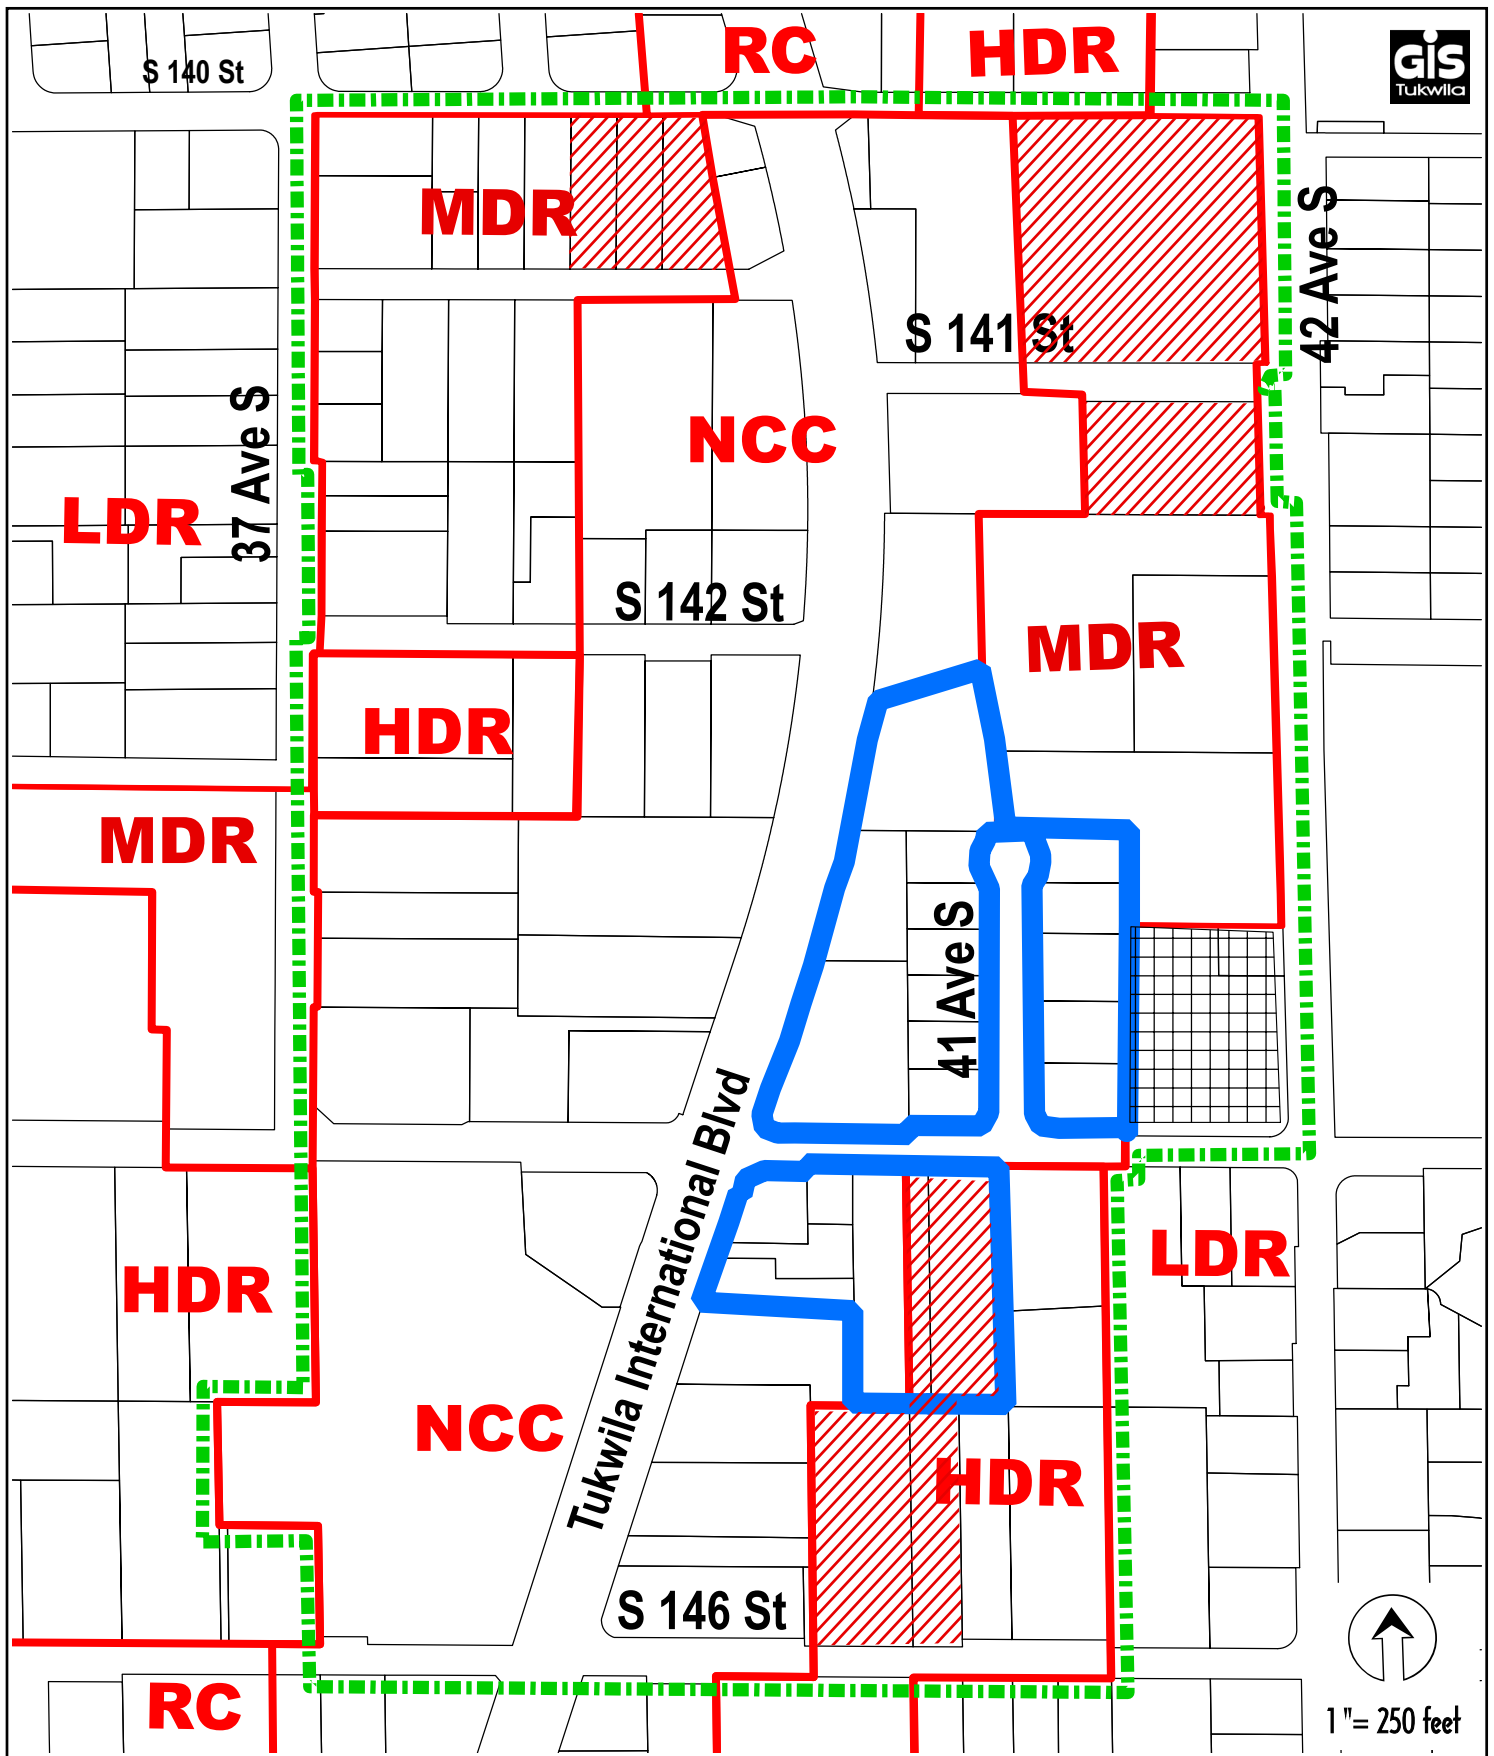 RC
HDR
GIS
Tukwila
S 140 St
MDR
42 Ave S
S 141 St
37 Ave S
NCC
LDR
S 142 St
MDR
HDR
MDR
41 Ave S
Tukwila International Blvd
LDR
HDR
NCC
HDR
S 146 St
RC
1 "= 250 feet